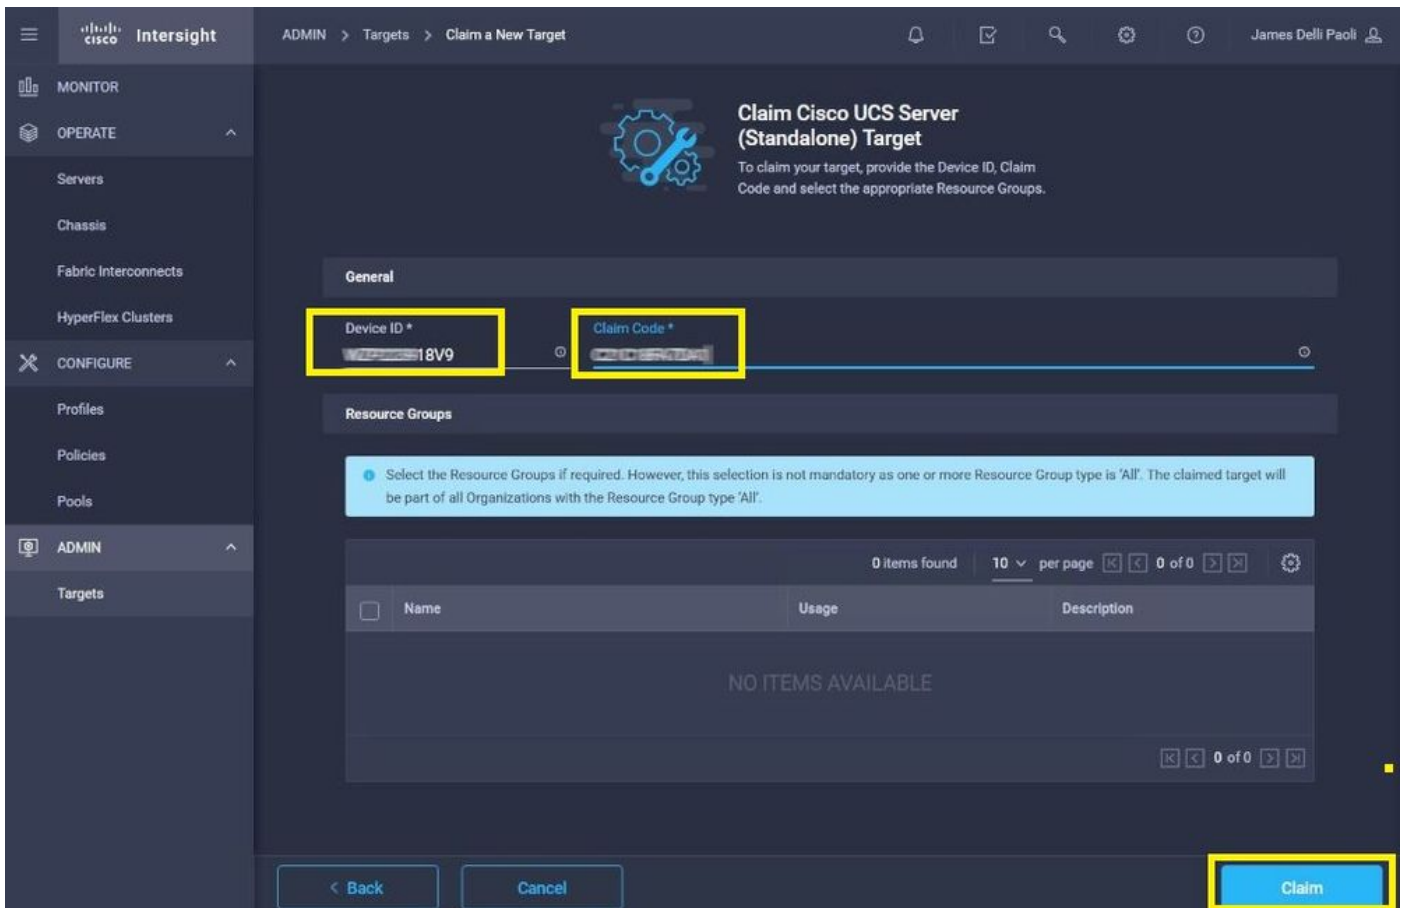 CISCO Intersight
ADMIN > Targets > Claim a New Target
James Delli Paoli
MONITOR
OPERATE
Servers
Chassis
Fabric Interconnects
HyperFlex Clusters
CONFIGURE
Profiles
Policies
Pools
ADMIN
Targets
Claim Cisco UCS Server
(Standalone) Target
To claim your target, provide the Device ID, Claim
Code and select the appropriate Resource Groups.
General
Device ID * Claim Code *
18V9
Resource Groups
Select the Resource Groups if required. However, this selection is not mandatory as one or more Resource Group type is 'All'. The claimed target will
be part of all Organizations with the Resource Group type 'All'.
0 items found 10 per page 0 of 0
Name Usage Description
NO ITEMS AVAILABLE
0 of 0
< Back Cancel Claim